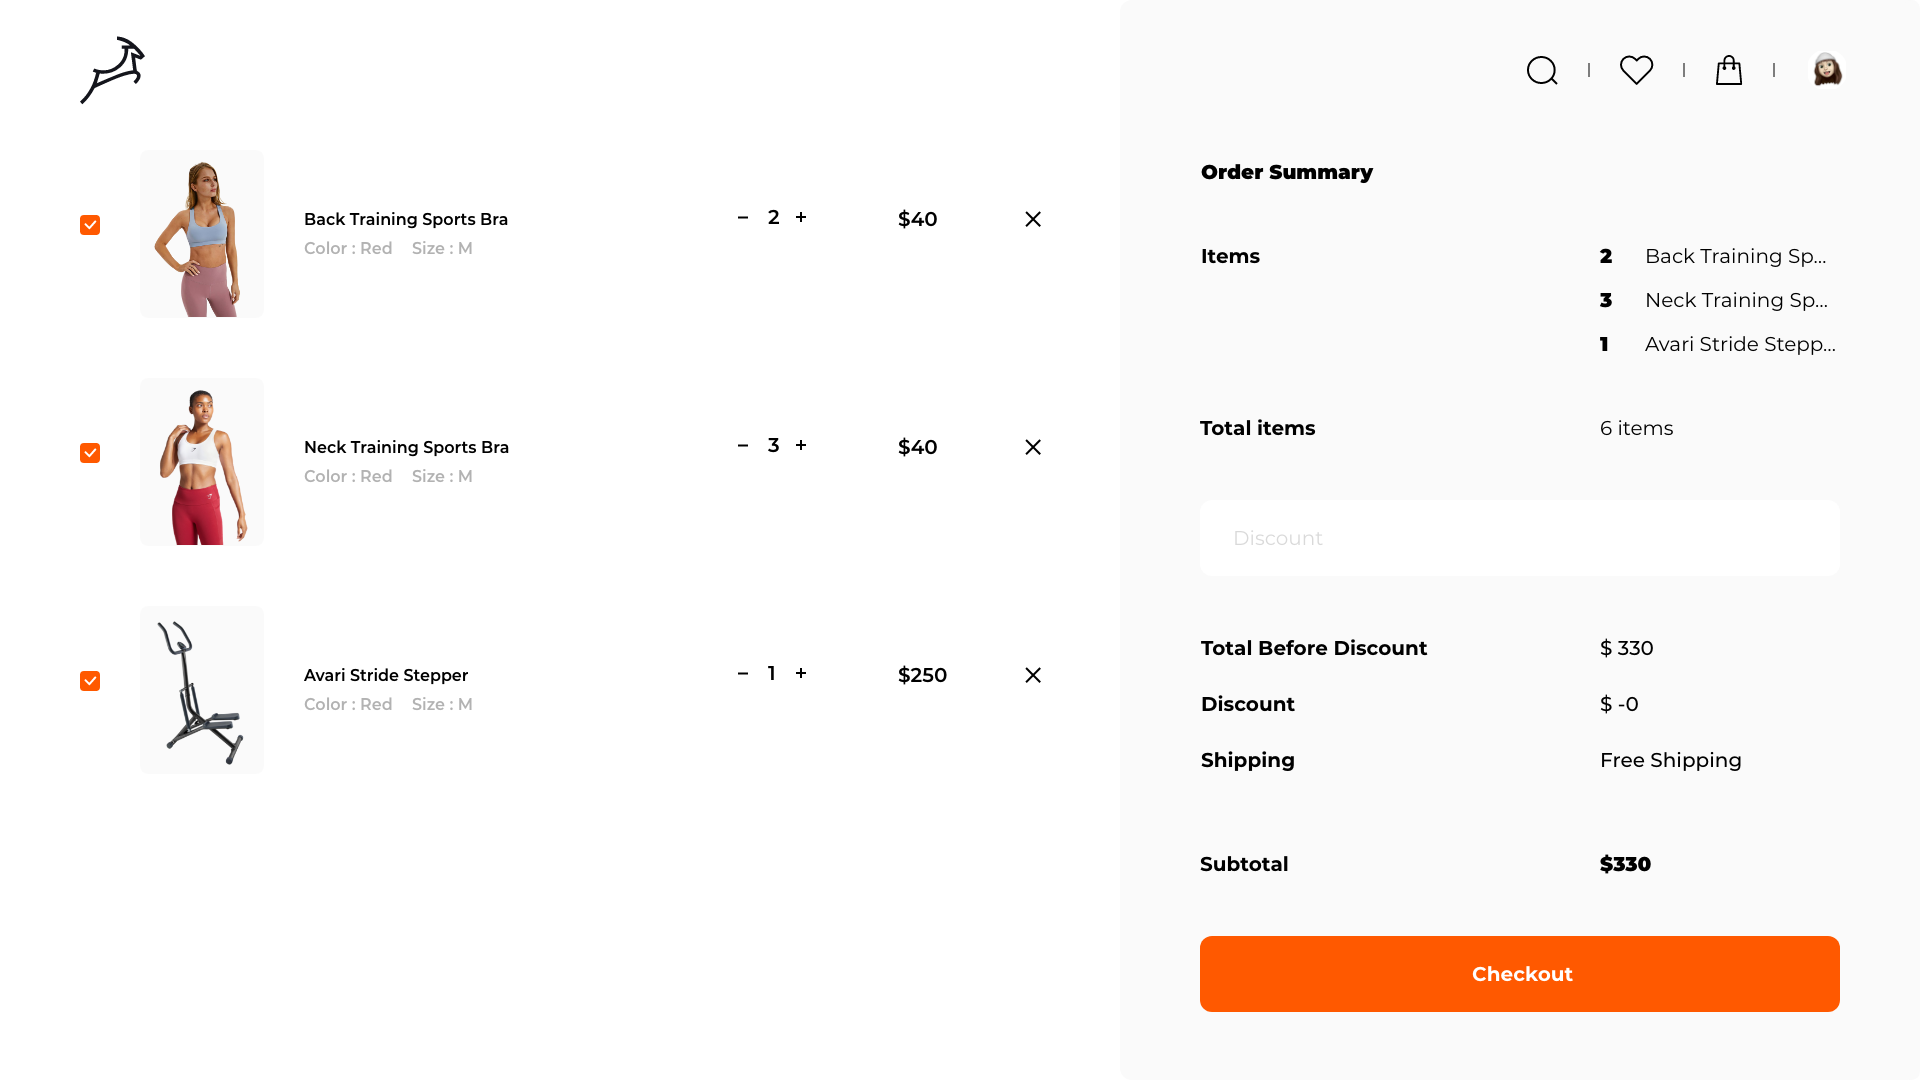 Back Training Sports Bra
Color : Red Size : M
− 2 +
$40
Neck Training Sports Bra
Color : Red Size : M
− 3 +
$40
Avari Stride Stepper
Color : Red Size : M
− 1 +
$250
Order Summary
Items
2 Back Training Sp...
3 Neck Training Sp...
1 Avari Stride Stepp...
Total items 6 items
Discount
Total Before Discount $ 330
Discount $ -0
Shipping Free Shipping
Subtotal $330
Checkout